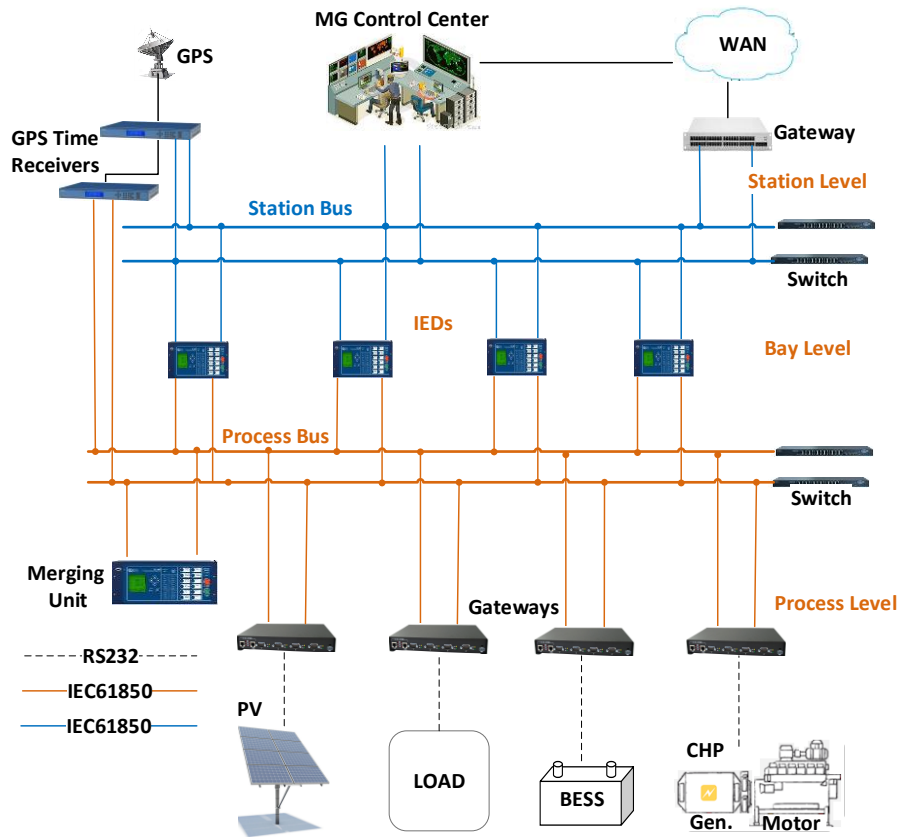 MG Control Center
WAN
GPS
GPS Time
Receivers
Gateway
Station Level
Station Bus
Switch
IEDs
Bay Level
Process Bus
Switch
Merging
Unit
Gateways
Process Level
RS232
IEC61850
IEC61850
PV
LOAD
BESS
CHP
Gen.
Motor